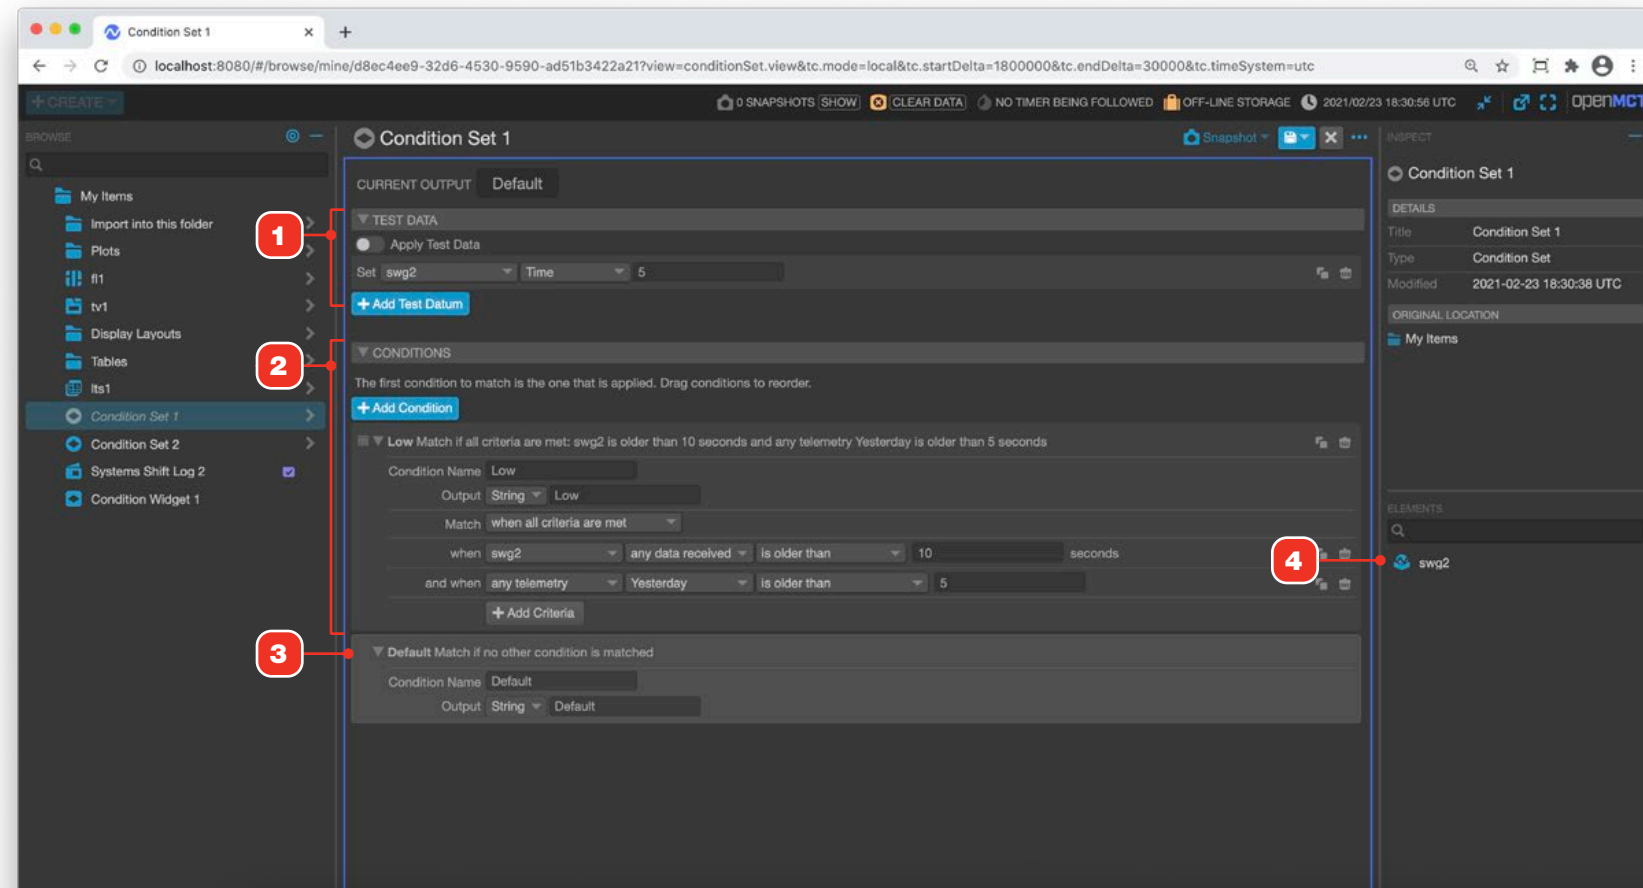 Condition Set 1
localhost:8080/#/browse/mine/d8ec4ee9-32d6-4530-9590-ad51b3422a21?view=conditionSet.view&tc.mode=local&tc.startDelta=1800000&tc.endDelta=30000&tc.timeSystem=utc
+ CREATE
0 SNAPSHOTS SHOW CLEAR DATA NO TIMER BEING FOLLOWED OFF-LINE STORAGE 2021/02/23 18:30:56 UTC openMCT
BROWSE
My Items
Import into this folder
Plots
fl1
tv1
Display Layouts
Tables
lts1
Condition Set 1
Condition Set 2
Systems Shift Log 2
Condition Widget 1
Condition Set 1
Snapshot
CURRENT OUTPUT Default
1
TEST DATA
Apply Test Data
Set swg2 Time 5
+ Add Test Datum
2
CONDITIONS
The first condition to match is the one that is applied. Drag conditions to reorder.
+ Add Condition
Low Match if all criteria are met: swg2 is older than 10 seconds and any telemetry Yesterday is older than 5 seconds
Condition Name Low
Output String Low
Match when all criteria are met
when swg2 any data received is older than 10 seconds
and when any telemetry Yesterday is older than 5
+ Add Criteria
3
Default Match if no other condition is matched
Condition Name Default
Output String Default
INSPECT
Condition Set 1
DETAILS
Title Condition Set 1
Type Condition Set
Modified 2021-02-23 18:30:38 UTC
ORIGINAL LOCATION
My Items
ELEMENTS
4
swg2